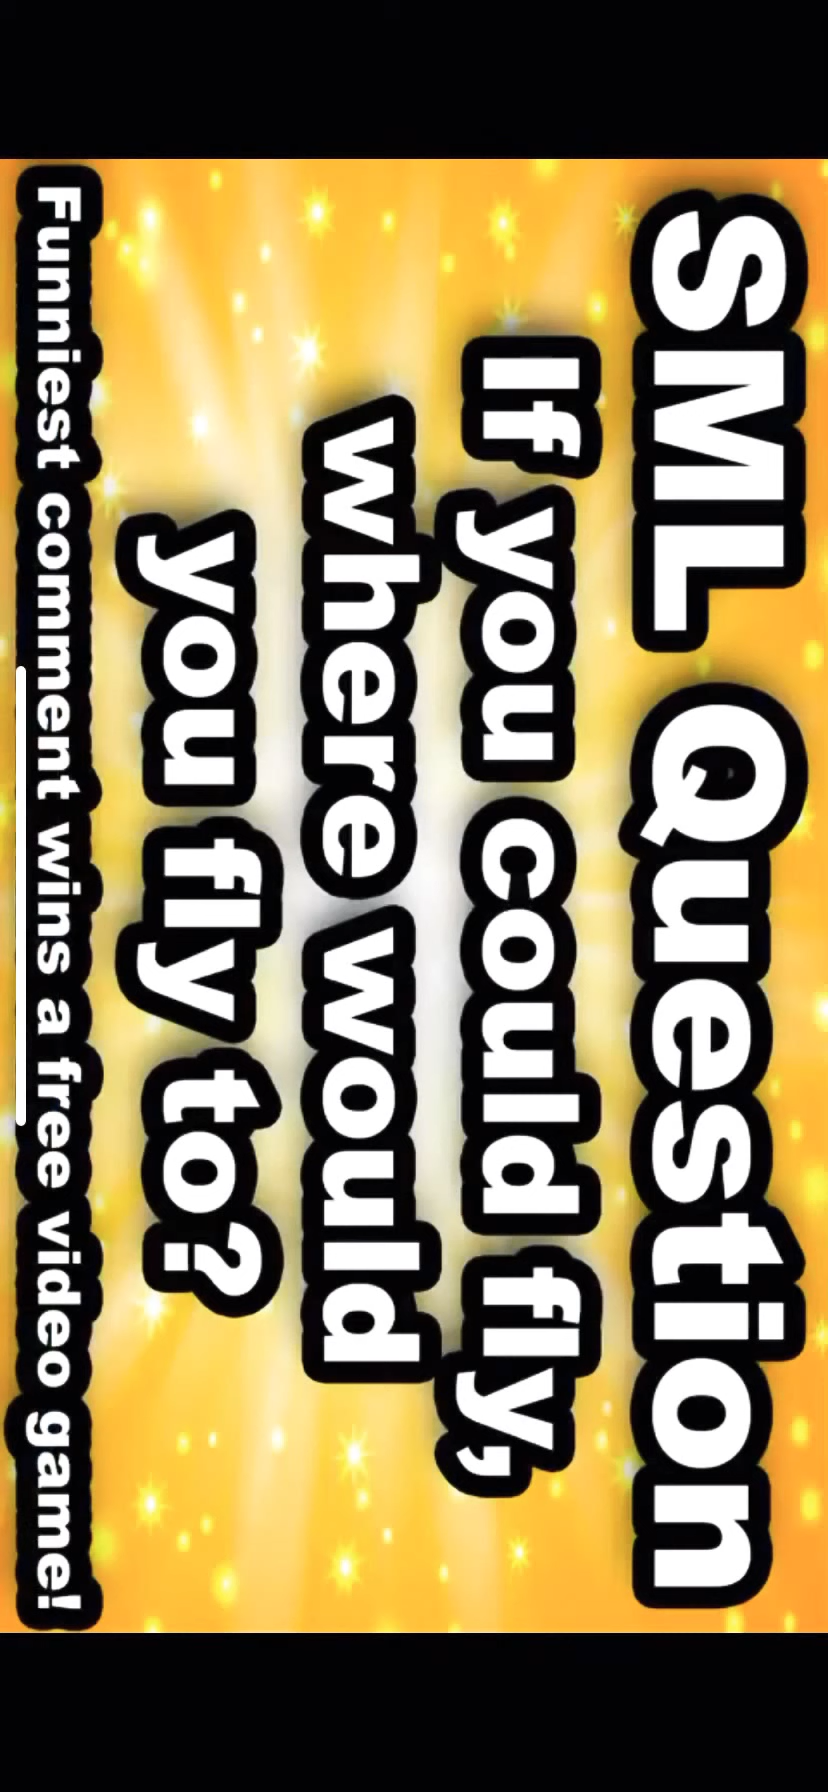 SML Question
If you could fly,
where would
you fly to?
Funniest comment wins a free video game!